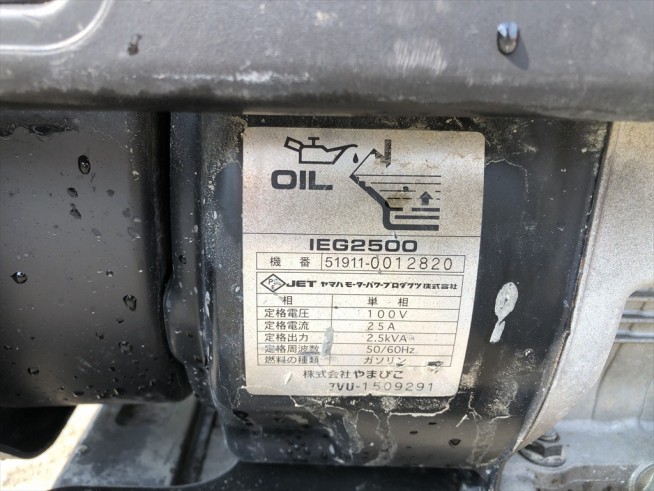 OIL
IEG2500
機番 51911-0012820
JET ヤマハモーターパワープロダクツ株式会社
相 単相
定格電圧 100V
定格電流 25A
定格出力 2.5kVA
定格周波数 50/60Hz
燃料の種類 ガソリン
株式会社やまびこ
7VU-1509291